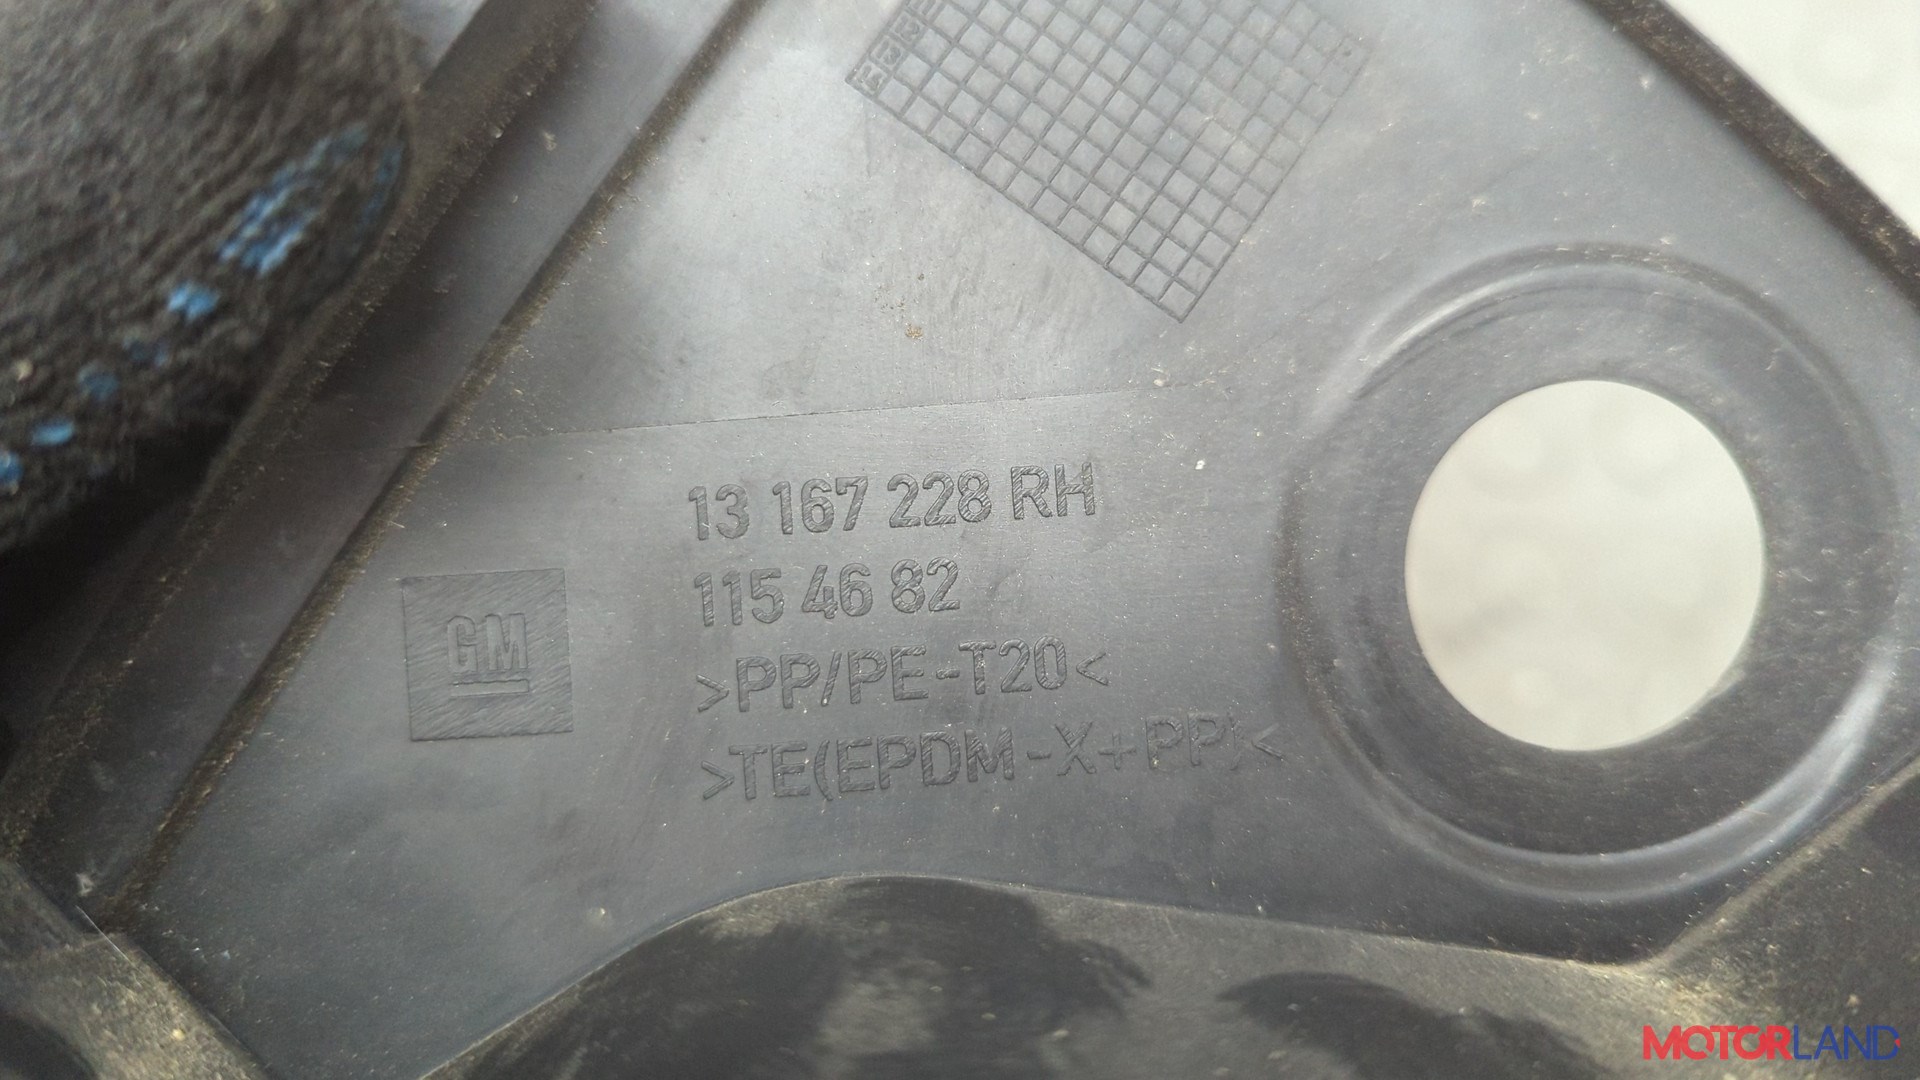 13 167 228 RH
115 46 82
GM
>PP/PE-T20<
>TE(EPDM-X+PP)<
MOTORLAND